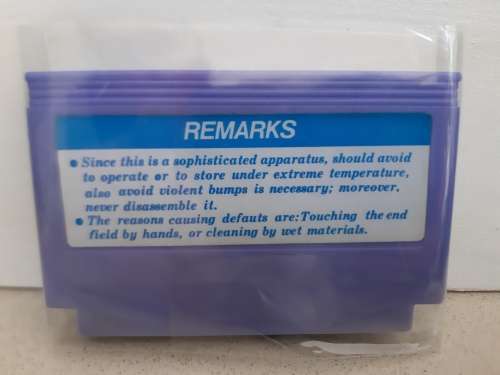 REMARKS
● Since this is a sophisticated apparatus, should avoid
to operate or to store under extreme temperature,
also avoid violent bumps is necessary; moreover,
never disassemble it.
● The reasons causing defauts are:Touching the end
field by hands, or cleaning by wet materials.